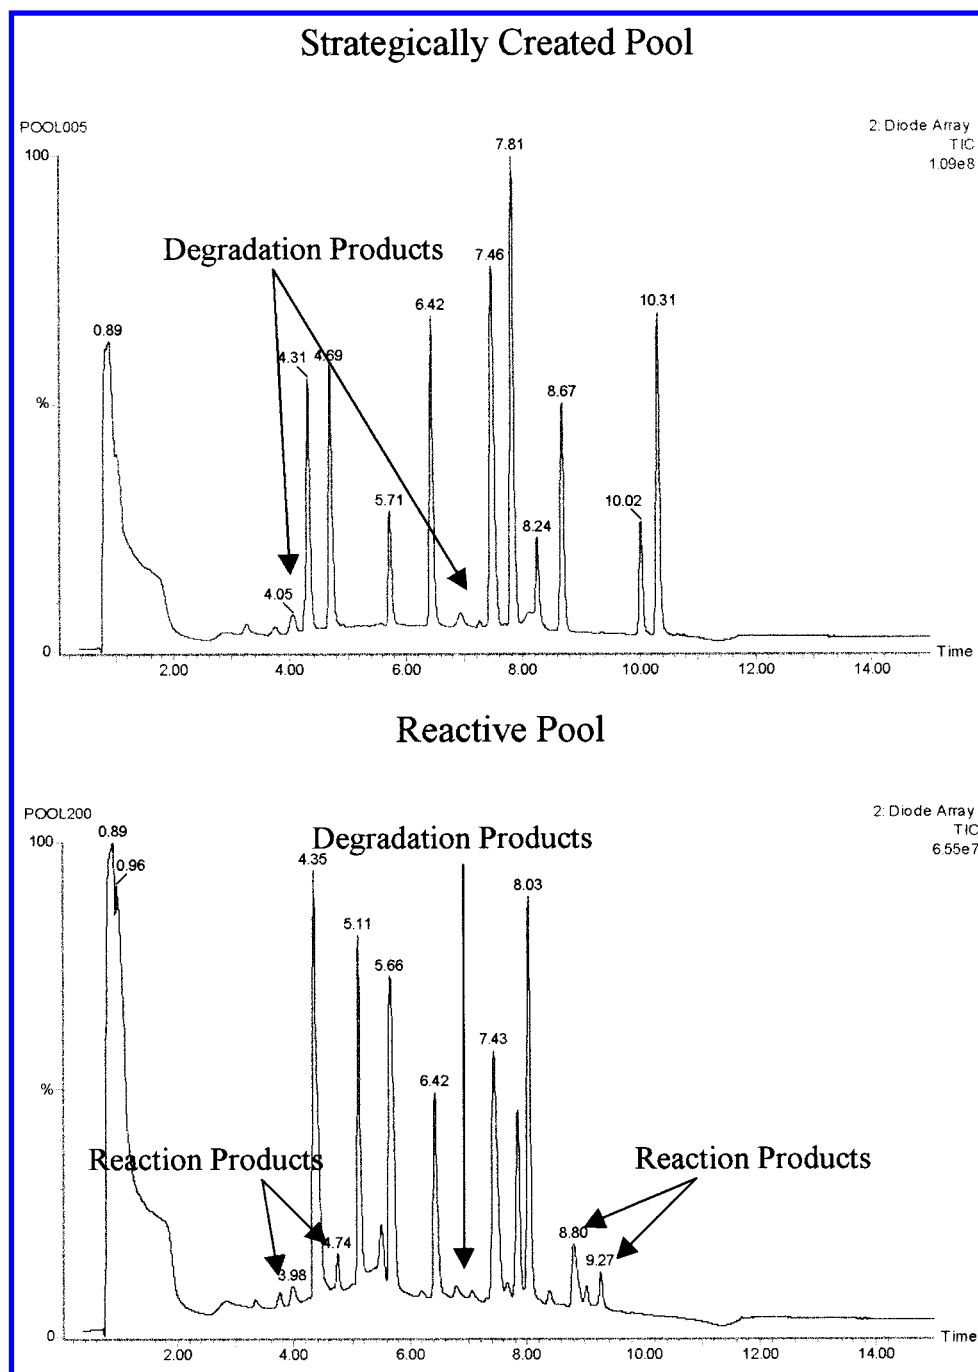 Strategically Created Pool
POOL005
2: Diode Array
TIC
1.09e8
100
7.81
Degradation Products
7.46
10.31
0.89
6.42
4.31
4.69
%
8.67
5.71
10.02
8.24
4.05
0
Time
2.00
4.00
6.00
8.00
10.00
12.00
14.00
Reactive Pool
POOL200
2: Diode Array
TIC
6.55e7
100
0.89
0.96
Degradation Products
4.35
8.03
5.11
5.66
7.43
%
6.42
Reaction Products
Reaction Products
4.74
3.98
8.80
9.27
0
Time
2.00
4.00
6.00
8.00
10.00
12.00
14.00